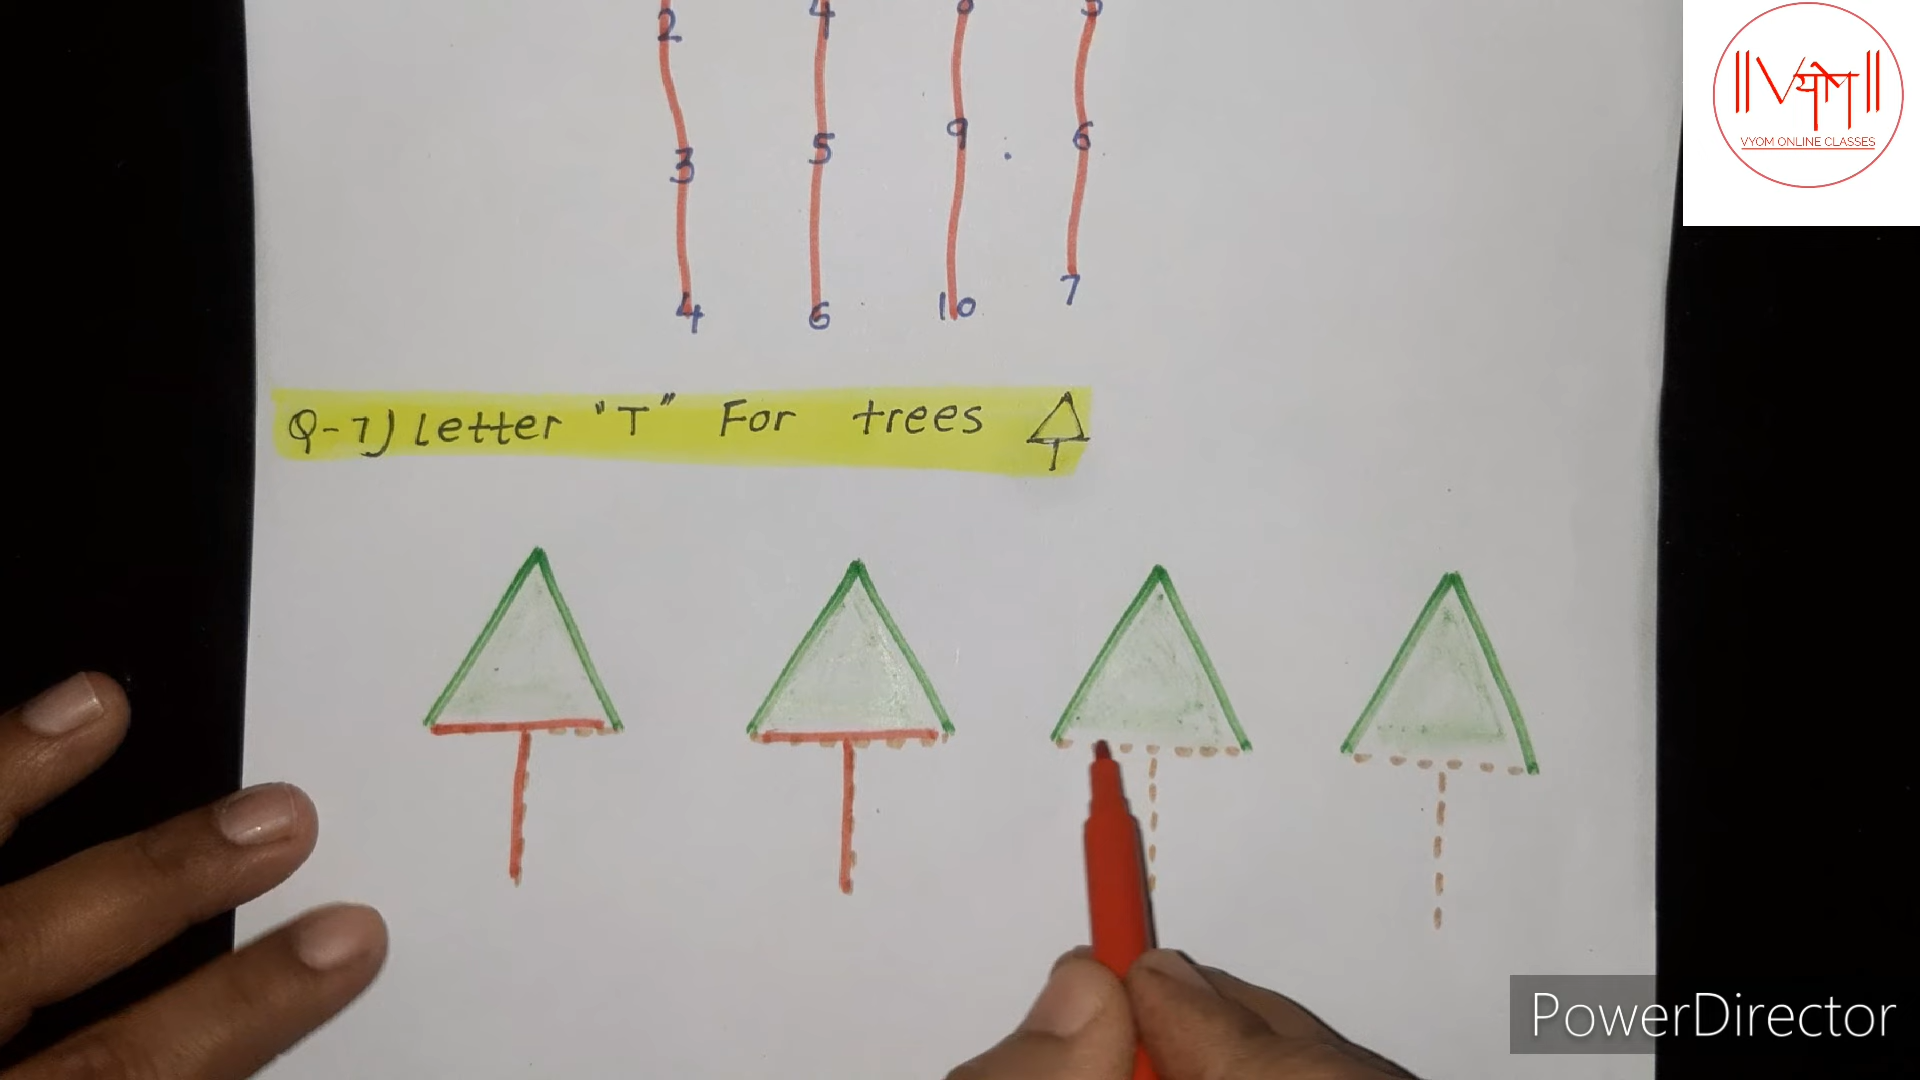 2 4 8 5
3 5 9 6
4 6 10 7
Q-7) Letter "T" For trees
||Vयोम||
VYOM ONLINE CLASSES
PowerDirector